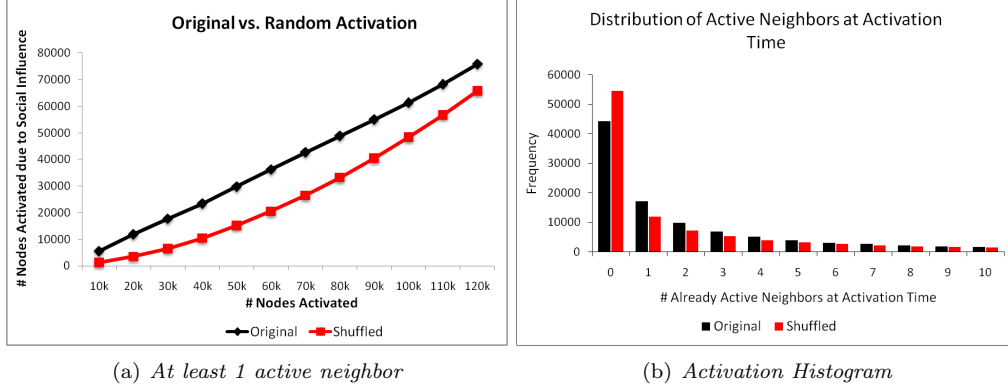 Original vs. Random Activation
# Nodes Activated due to Social Influence
80000
70000
60000
50000
40000
30000
20000
10000
0
10k 20k 30k 40k 50k 60k 70k 80k 90k 100k 110k 120k
# Nodes Activated
Original Shuffled
(a) At least 1 active neighbor
Distribution of Active Neighbors at Activation
Time
Frequency
60000
50000
40000
30000
20000
10000
0
0 1 2 3 4 5 6 7 8 9 10
# Already Active Neighbors at Activation Time
Original Shuffled
(b) Activation Histogram